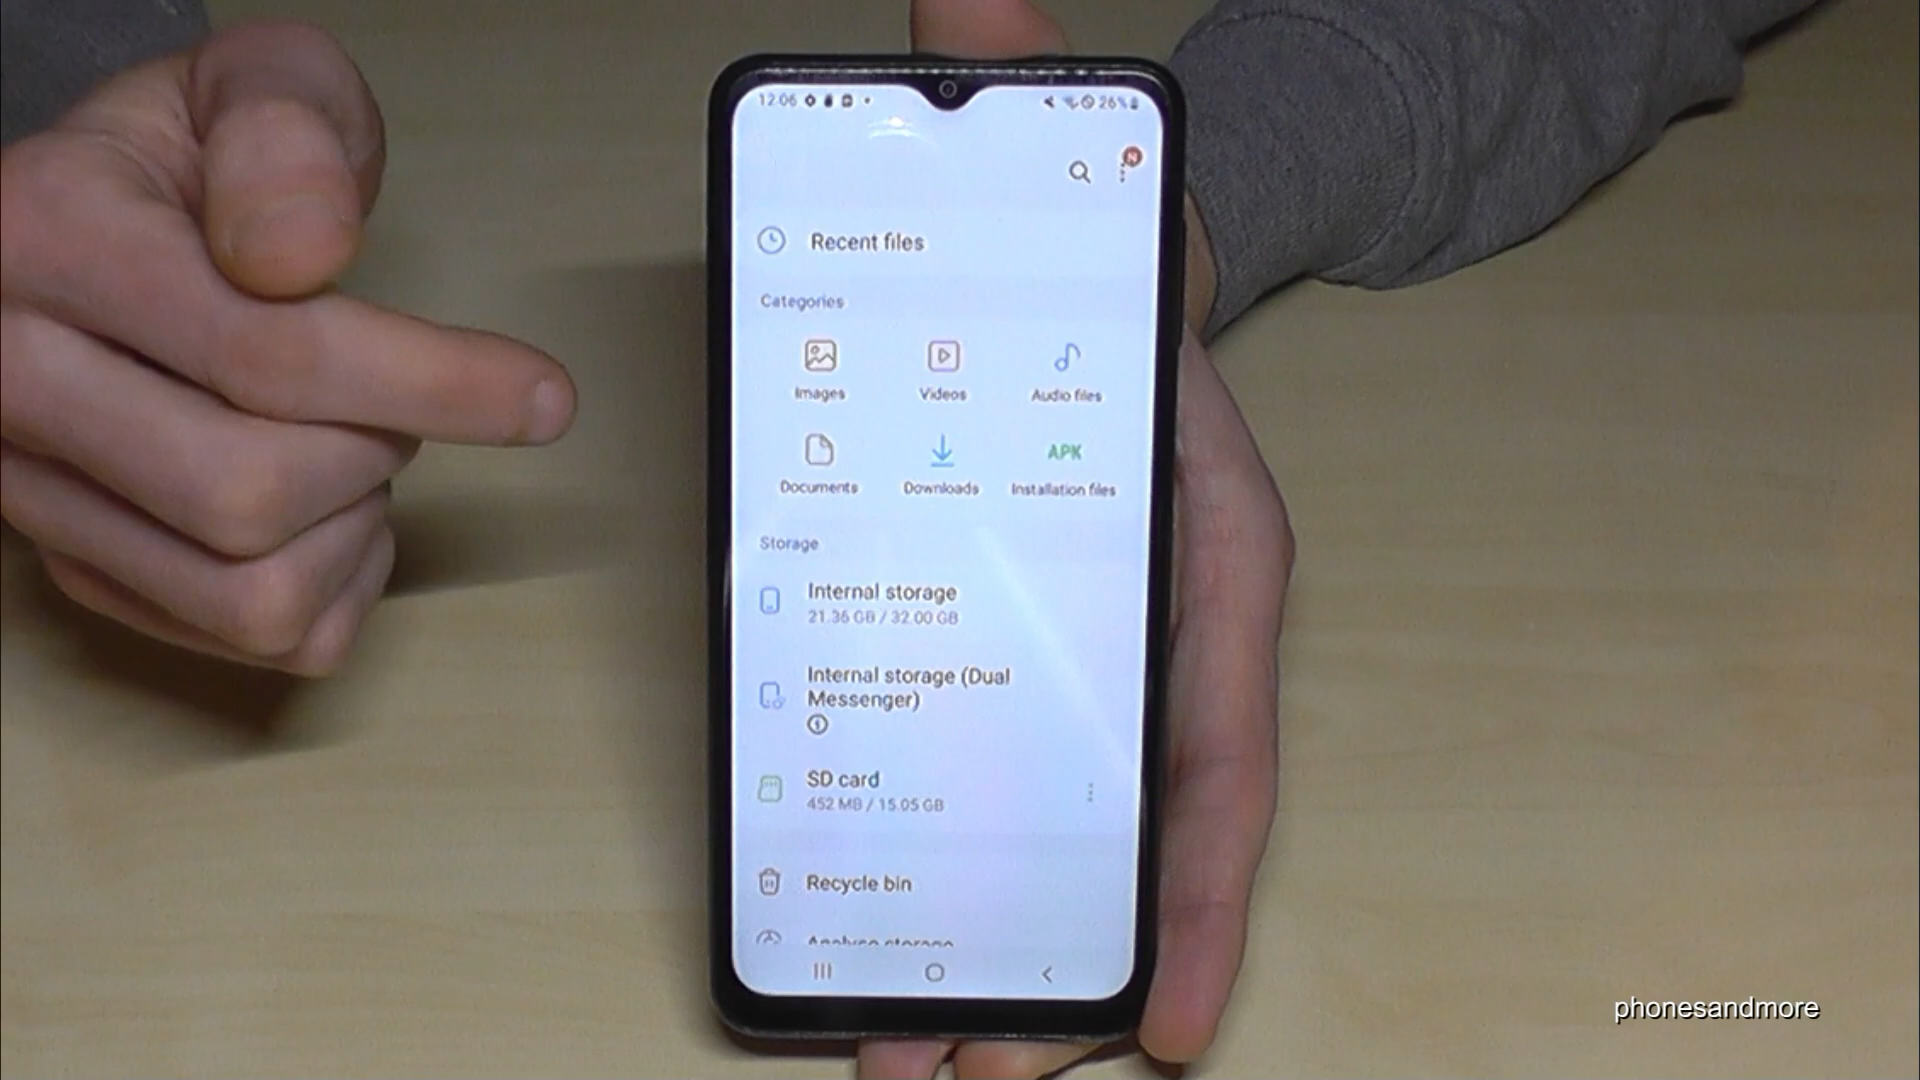 12:06
26%
N
Recent files
Categories
Images
Videos
Audio files
Documents
Downloads
APK
Installation files
Storage
Internal storage
21.36 GB / 32.00 GB
Internal storage (Dual
Messenger)
SD card
452 MB / 15.05 GB
Recycle bin
Analyse storage
phonesandmore